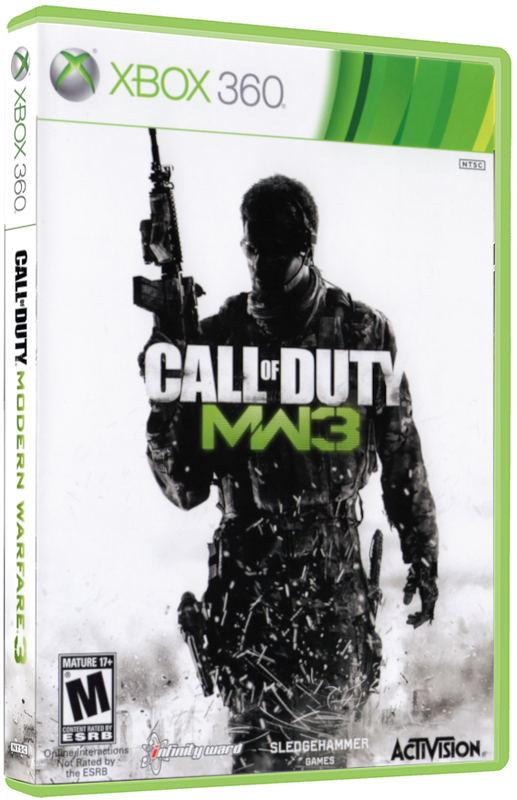 XBOX 360
CALL OF DUTY
MODERN WARFARE 3
XBOX 360
NTSC
CALL OF DUTY
MW3
MATURE 17+
M
CONTENT RATED BY
ESRB
Online Interactions
Not Rated by
the ESRB
infinity ward
SLEDGEHAMMER
GAMES
ACTIVISION